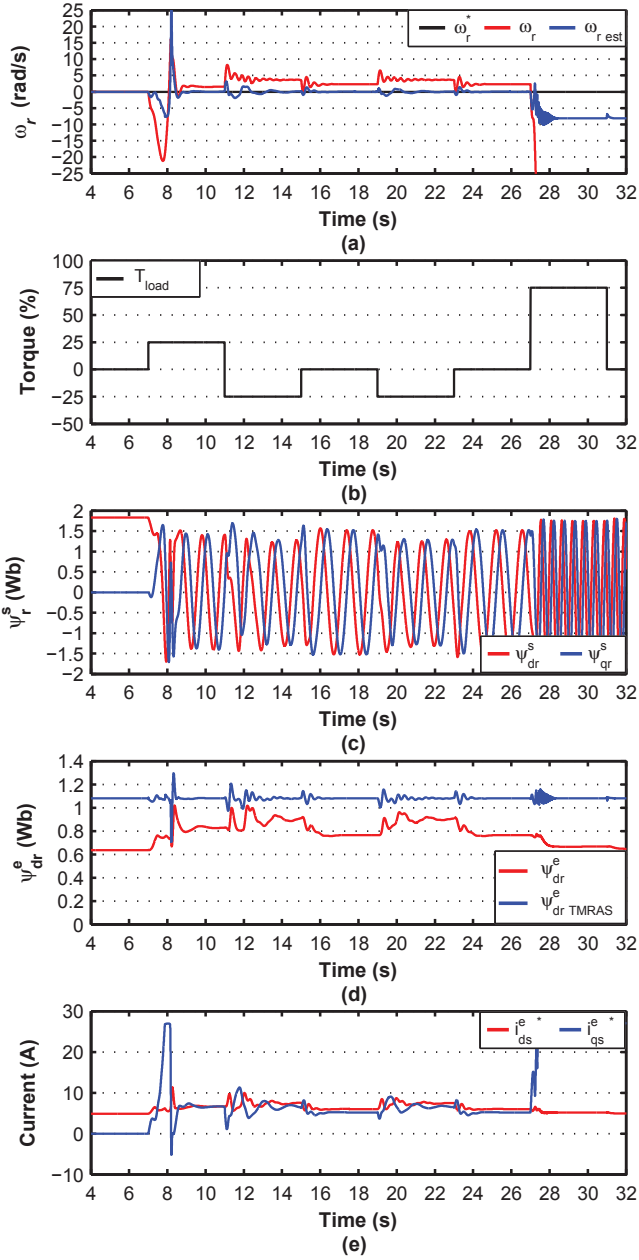 ω_r^* ω_r ω_r est
ω_r (rad/s)
25
20
15
10
5
0
−5
−10
−15
−20
−25
4 6 8 10 12 14 16 18 20 22 24 26 28 30 32
Time (s)
(a)
T_load
Torque (%)
100
75
50
25
0
−25
−50
4 6 8 10 12 14 16 18 20 22 24 26 28 30 32
Time (s)
(b)
ψ_r^s (Wb)
2
1.5
1
0.5
0
−0.5
−1
−1.5
−2
ψ_dr^s ψ_qr^s
4 6 8 10 12 14 16 18 20 22 24 26 28 30 32
Time (s)
(c)
ψ_dr^e (Wb)
1.4
1.2
1
0.8
0.6
0.4
0.2
0
ψ_dr^e
ψ_dr TMRAS^e
4 6 8 10 12 14 16 18 20 22 24 26 28 30 32
Time (s)
(d)
i_ds^e * i_qs^e *
Current (A)
30
20
10
0
−10
4 6 8 10 12 14 16 18 20 22 24 26 28 30 32
Time (s)
(e)